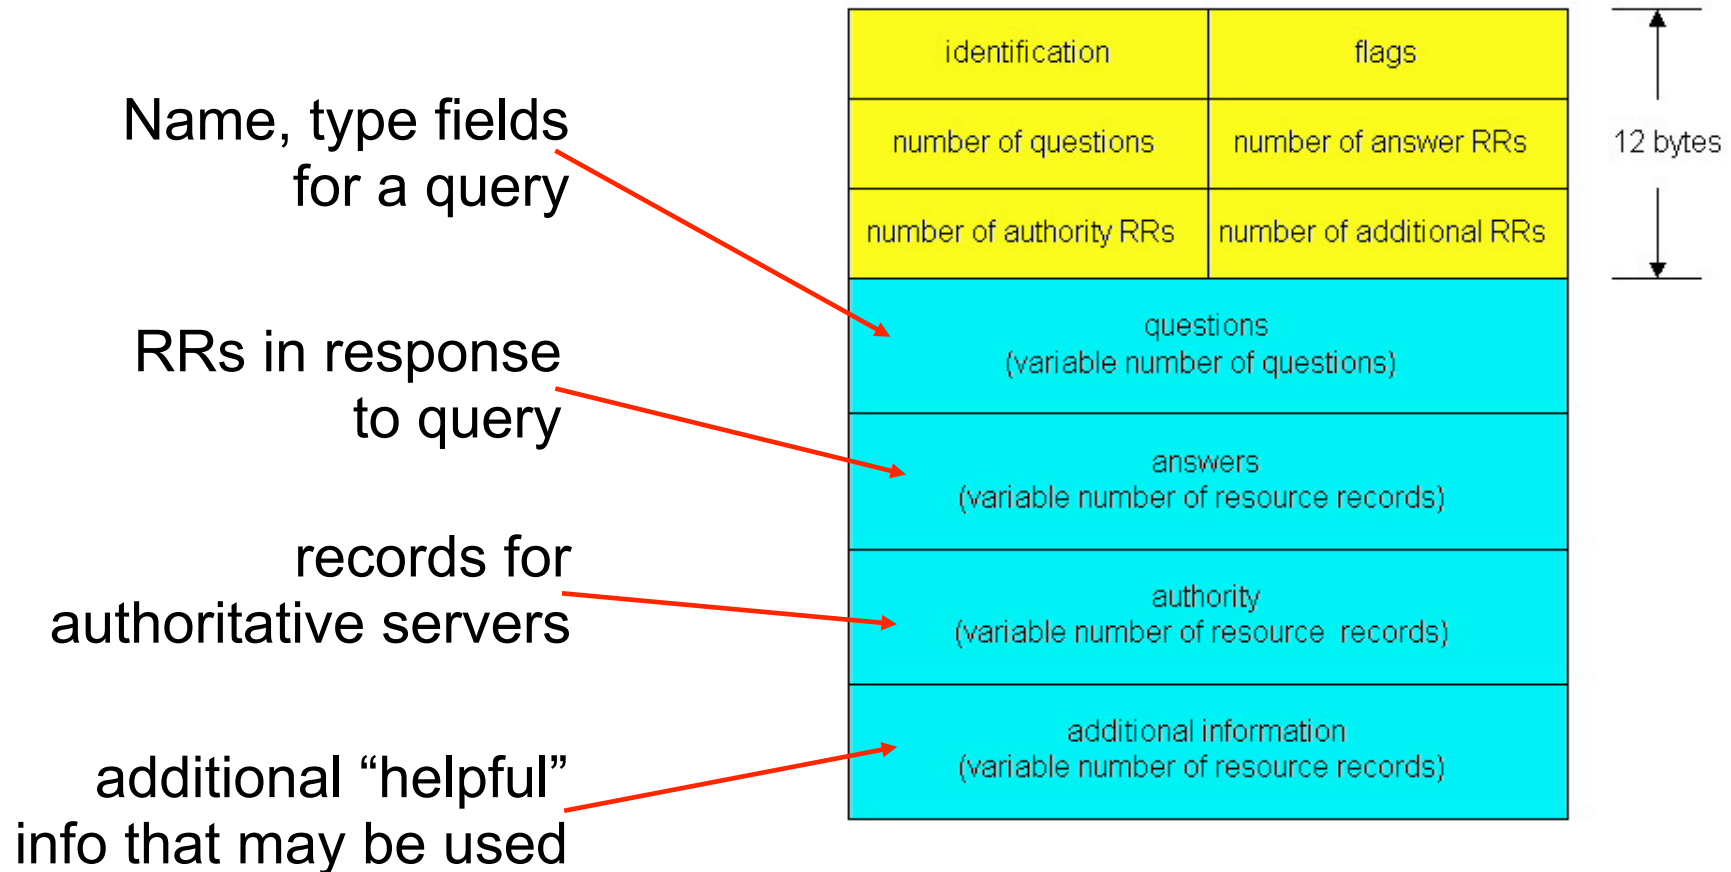 identification
flags
Name, type fields
for a query
number of questions
number of answer RRs
12 bytes
number of authority RRs
number of additional RRs
questions
(variable number of questions)
RRs in response
to query
answers
(variable number of resource records)
records for
authoritative servers
authority
(variable number of resource records)
additional “helpful”
info that may be used
additional information
(variable number of resource records)